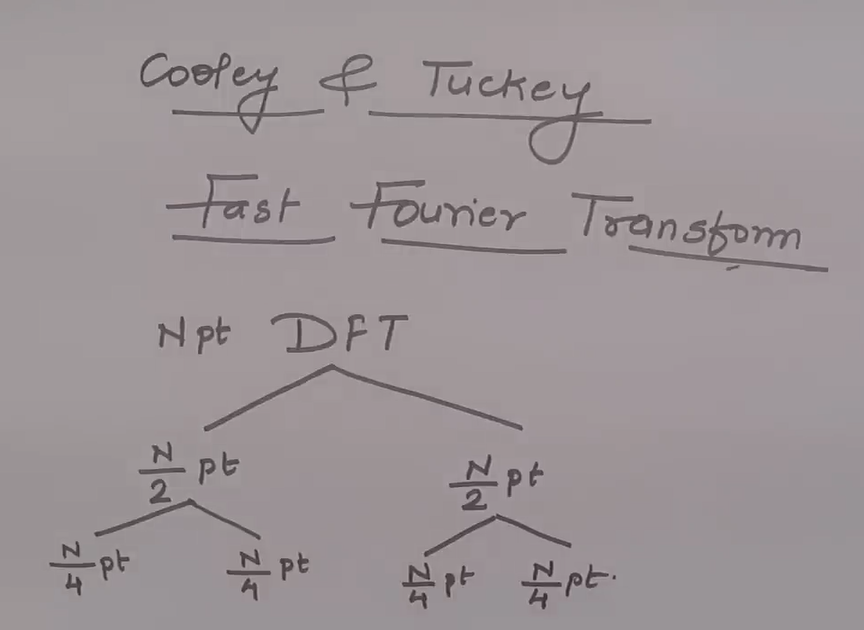 Cooley & Tuckey
Fast Fourier Transform
N pt DFT
N/2 pt N/2 pt
N/4 pt N/4 pt N/4 pt N/4 pt.